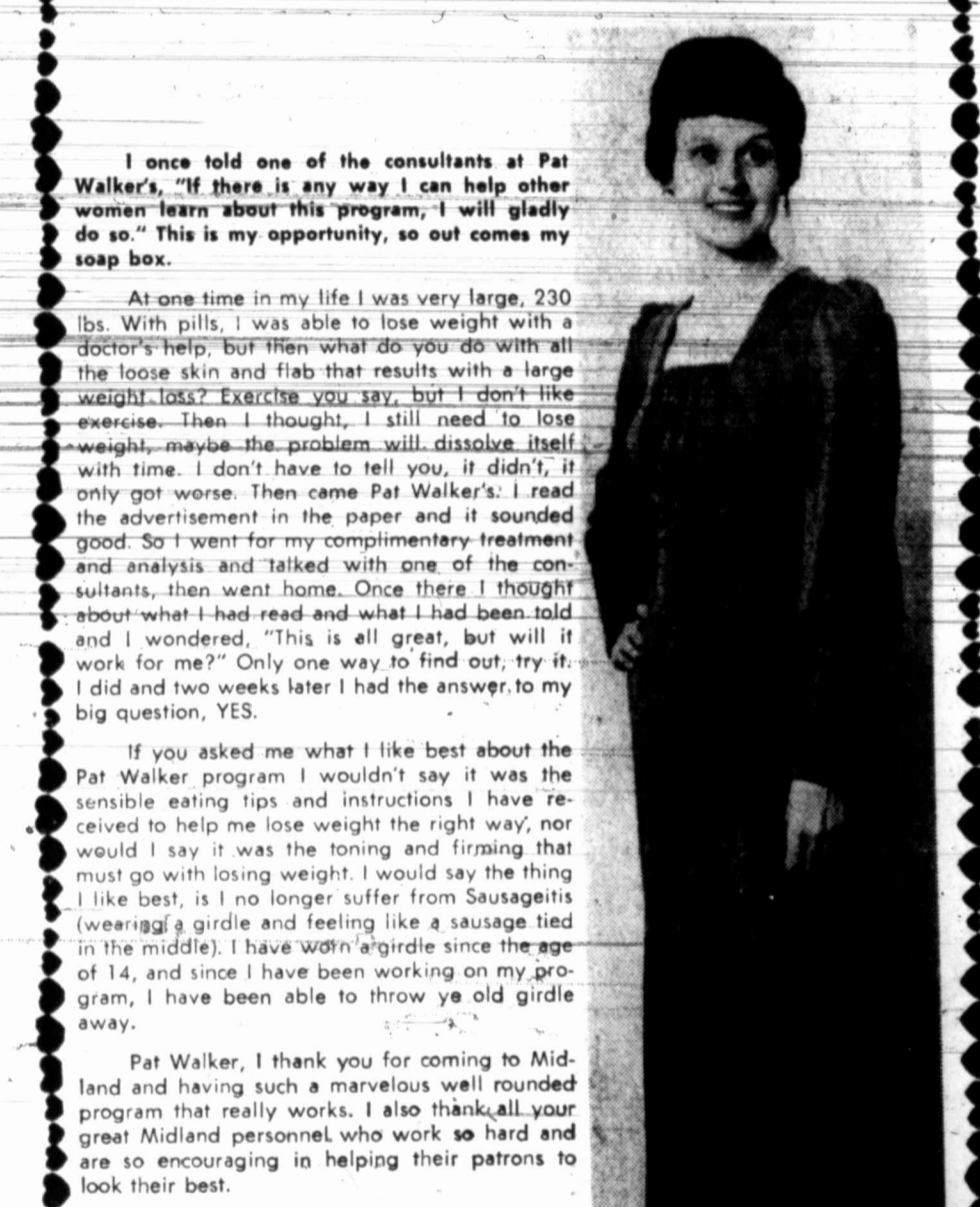 I once told one of the consultants at Pat
Walker's, "If there is any way I can help other
women learn about this program, I will gladly
do so." This is my opportunity, so out comes my
soap box.
At one time in my life I was very large, 230
lbs. With pills, I was able to lose weight with a
doctor's help, but then what do you do with all
the loose skin and flab that results with a large
weight loss? Exercise you say, but I don't like
exercise. Then I thought, I still need to lose
weight, maybe the problem will dissolve itself
with time. I don't have to tell you, it didn't, it
only got worse. Then came Pat Walker's. I read
the advertisement in the paper and it sounded
good. So I went for my complimentary treatment
and analysis and talked with one of the con-
sultants, then went home. Once there I thought
about what I had read and what I had been told
and I wondered, "This is all great, but will it
work for me?" Only one way to find out, try it.
I did and two weeks later I had the answer to my
big question, YES.
If you asked me what I like best about the
Pat Walker program I wouldn't say it was the
sensible eating tips and instructions I have re-
ceived to help me lose weight the right way, nor
would I say it was the toning and firming that
must go with losing weight. I would say the thing
I like best, is I no longer suffer from Sausageitis
(wearing a girdle and feeling like a sausage tied
in the middle). I have worn a girdle since the age
of 14, and since I have been working on my pro-
gram, I have been able to throw ye old girdle
away.
Pat Walker, I thank you for coming to Mid-
land and having such a marvelous well rounded
program that really works. I also thank all your
great Midland personnel who work so hard and
are so encouraging in helping their patrons to
look their best.